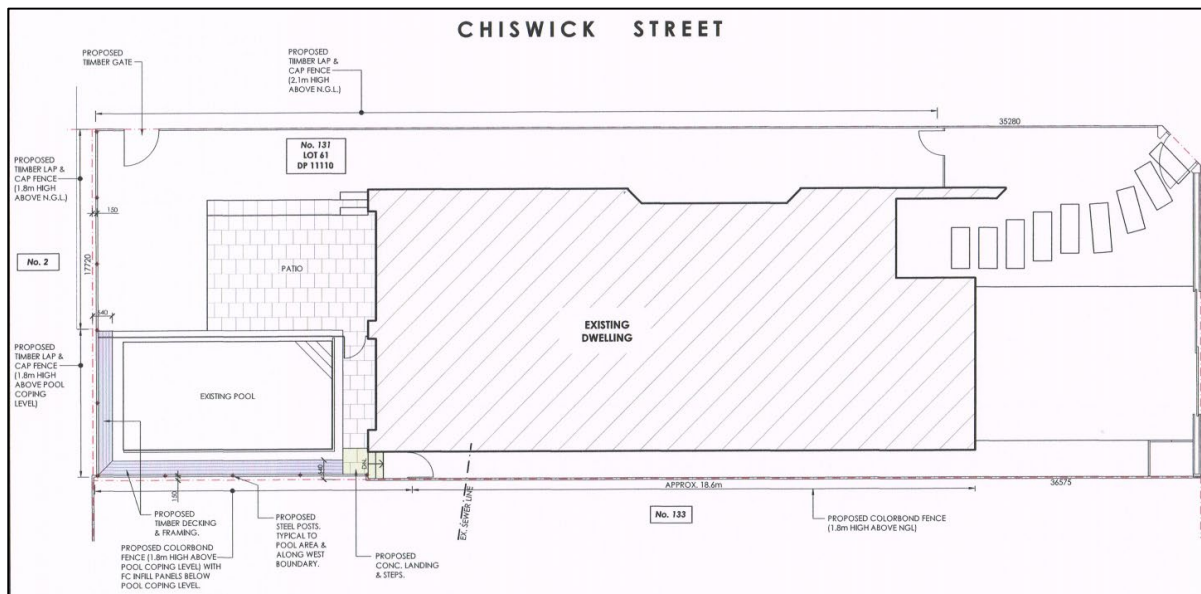 CHISWICK STREET
PROPOSED
TIMBER GATE
PROPOSED
TIMBER LAP &
CAP FENCE
(2.1m HIGH
ABOVE N.G.L.)
35280
No. 131
LOT 61
DP 11110
PROPOSED
TIMBER LAP &
CAP FENCE
(1.8m HIGH
ABOVE N.G.L.)
150
No. 2
17720
PATIO
640
EXISTING
DWELLING
PROPOSED
TIMBER LAP &
CAP FENCE
(1.8m HIGH
ABOVE POOL
COPING
LEVEL)
EXISTING POOL
640
DN.
150
APPROX. 18.6m
36575
EX. SEWER LINE
No. 133
PROPOSED
TIMBER DECKING
& FRAMING.
PROPOSED
STEEL POSTS.
TYPICAL TO
POOL AREA &
ALONG WEST
BOUNDARY.
PROPOSED COLORBOND FENCE
(1.8m HIGH ABOVE NGL)
PROPOSED COLORBOND
FENCE (1.8m HIGH ABOVE
POOL COPING LEVEL) WITH
FC INFILL PANELS BELOW
POOL COPING LEVEL.
PROPOSED
CONC. LANDING
& STEPS.